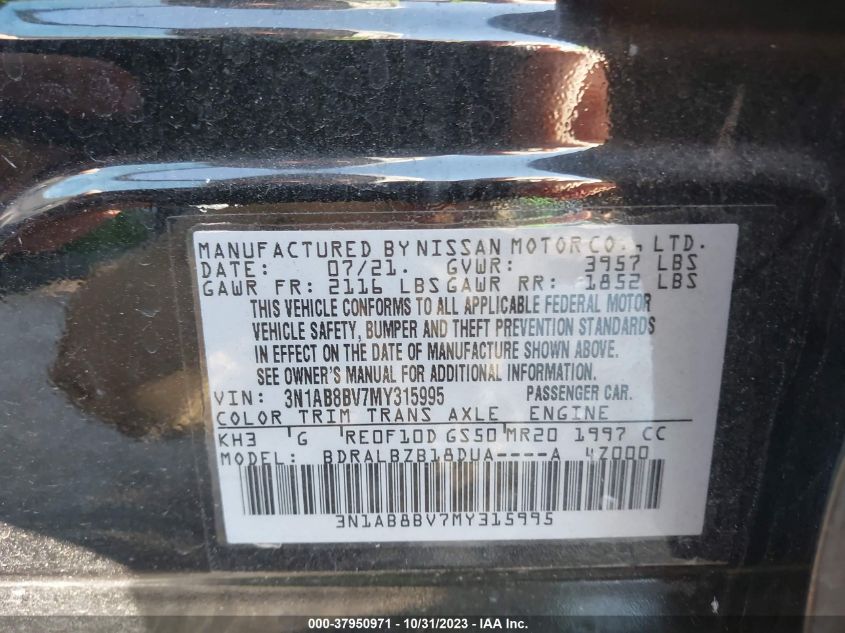 MANUFACTURED BY NISSAN MOTOR CO., LTD.
DATE: 07/21. GVWR: 3957 LBS
GAWR FR: 2116 LBS GAWR RR: 1852 LBS
THIS VEHICLE CONFORMS TO ALL APPLICABLE FEDERAL MOTOR
VEHICLE SAFETY, BUMPER AND THEFT PREVENTION STANDARDS
IN EFFECT ON THE DATE OF MANUFACTURE SHOWN ABOVE.
SEE OWNER'S MANUAL FOR ADDITIONAL INFORMATION.
VIN: 3N1AB8BV7MY315995 PASSENGER CAR.
COLOR TRIM TRANS AXLE ENGINE
KH3 G RE0F10D GS50 MR20 1997 CC
MODEL: BDRALBZB18DUA----A 4Z000
3N1AB8BV7MY315995
000-37950971 - 10/31/2023 - IAA Inc.